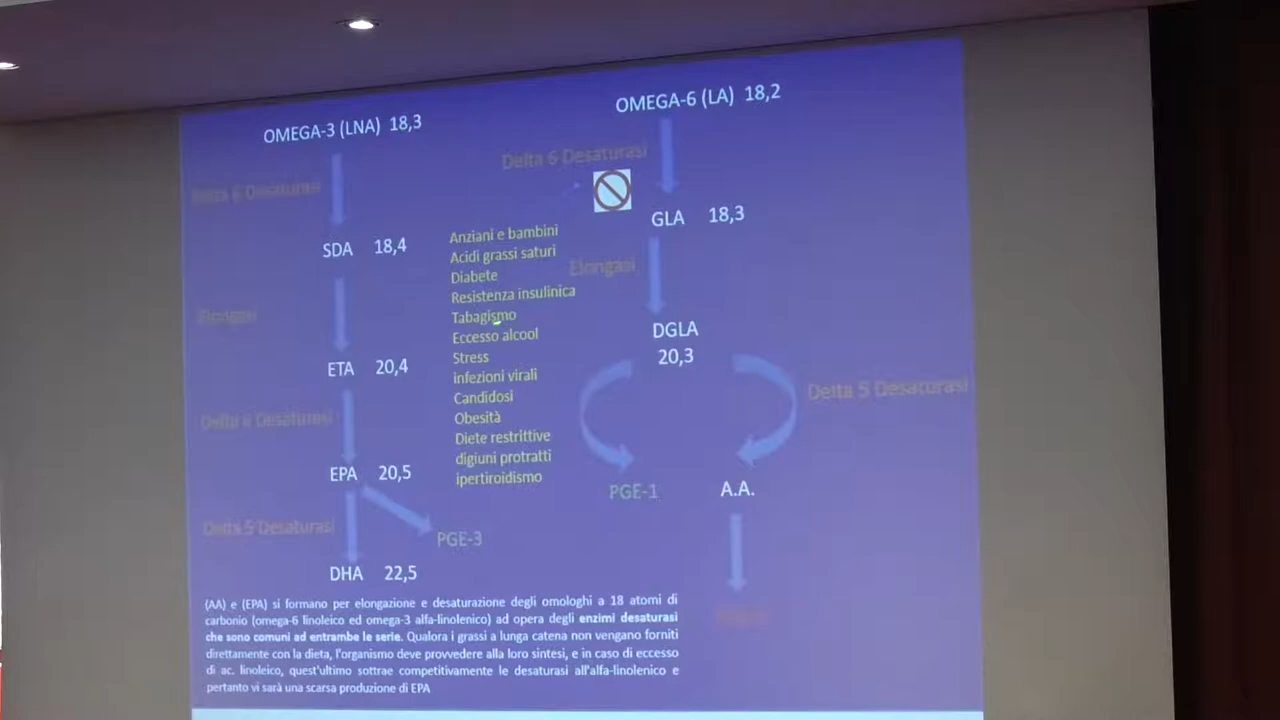 OMEGA-3 (LNA) 18,3
OMEGA-6 (LA) 18,2
Delta 6 Desaturasi
Delta 6 Desaturasi
SDA 18,4
GLA 18,3
Anziani e bambini
Acidi grassi saturi
Diabete
Resistenza insulinica
Tabagismo
Eccesso alcool
Stress
infezioni virali
Candidosi
Obesità
Diete restrittive
digiuni protratti
ipertiroidismo
Elongasi
Elongasi
DGLA
20,3
ETA 20,4
Delta 5 Desaturasi
Desaturasi
EPA 20,5
PGE-1
A.A.
Delta 5 Desaturasi
PGE-3
DHA 22,5
(AA) e (EPA) si formano per elongazione e desaturazione degli omologhi a 18 atomi di
carbonio (omega-6 linoleico ed omega-3 alfa-linolenico) ad opera degli enzimi desaturasi
che sono comuni ad entrambe le serie. Qualora i grassi a lunga catena non vengano forniti
direttamente con la dieta, l'organismo deve provvedere alla loro sintesi, e in caso di eccesso
di ac. linoleico, quest'ultimo sottrae competitivamente le desaturasi all'alfa-linolenico e
pertanto vi sarà una scarsa produzione di EPA